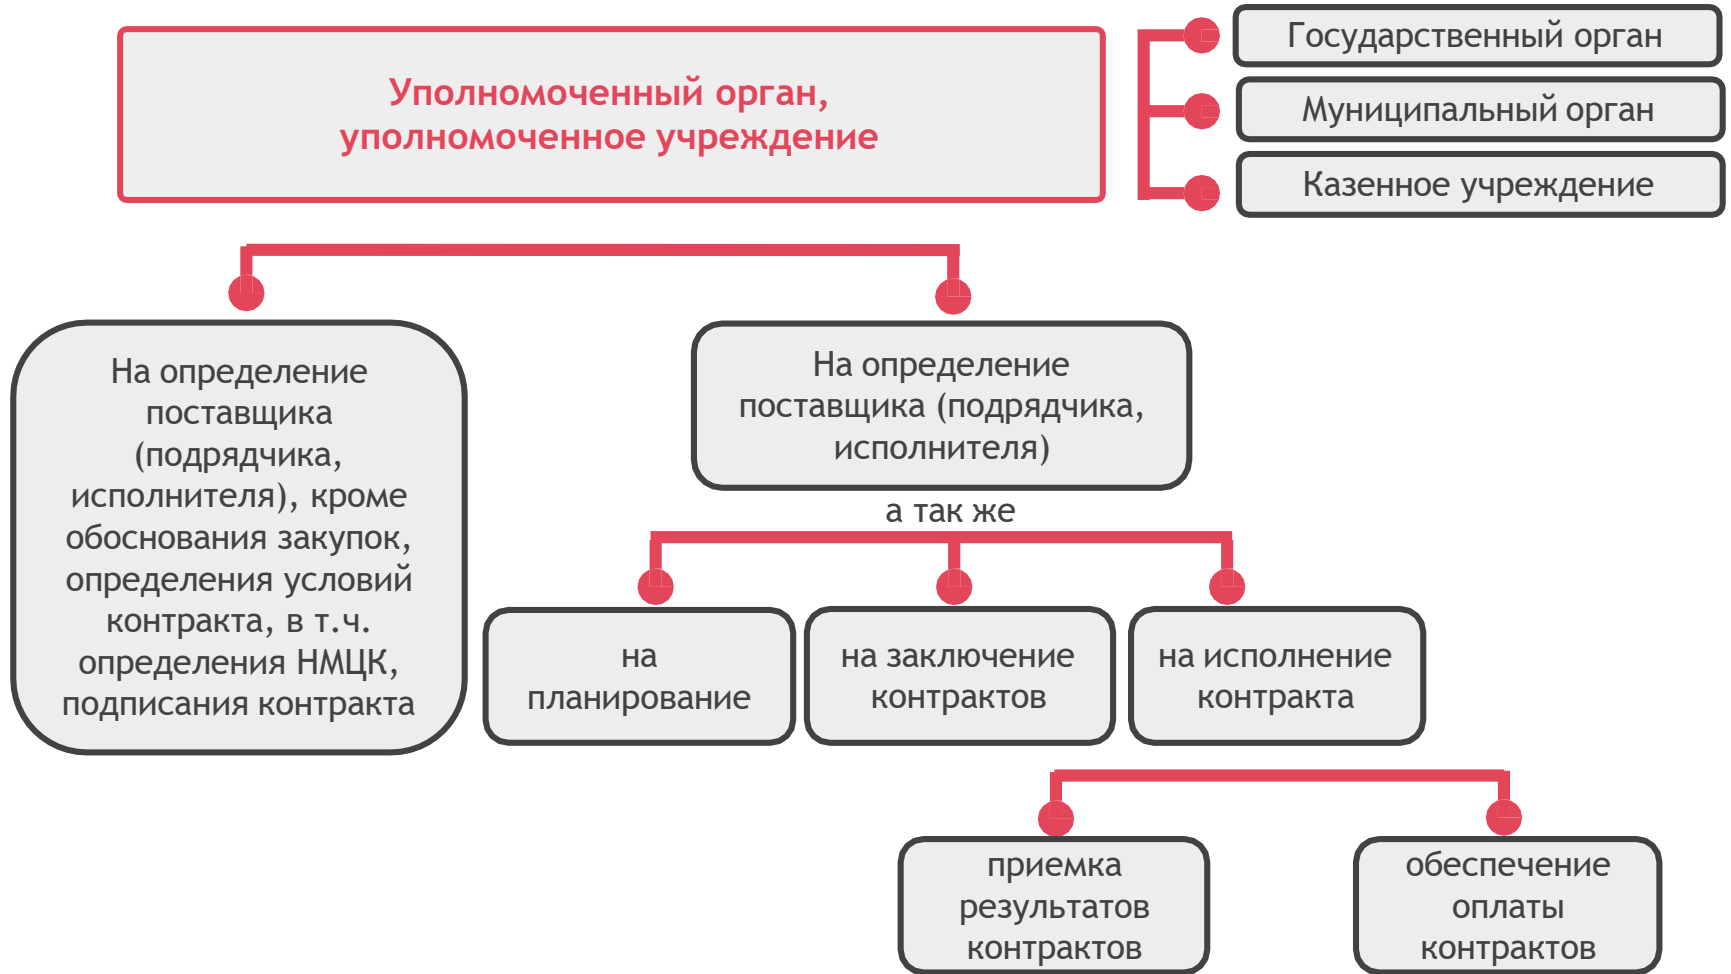 Уполномоченный орган,
уполномоченное учреждение
Государственный орган
Муниципальный орган
Казенное учреждение
На определение
поставщика
(подрядчика,
исполнителя), кроме
обоснования закупок,
определения условий
контракта, в т.ч.
определения НМЦК,
подписания контракта
На определение
поставщика (подрядчика,
исполнителя)
а так же
на
планирование
на заключение
контрактов
на исполнение
контракта
приемка
результатов
контрактов
обеспечение
оплаты
контрактов